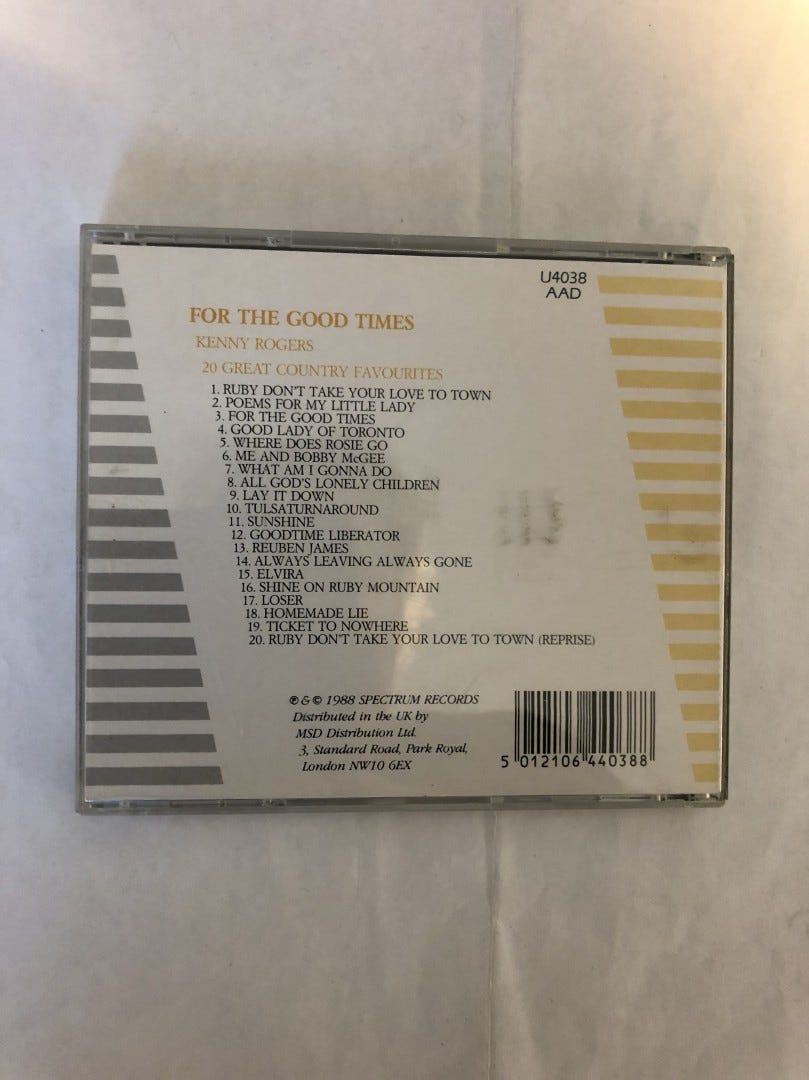 U4038
AAD
FOR THE GOOD TIMES
KENNY ROGERS
20 GREAT COUNTRY FAVOURITES
1. RUBY DON'T TAKE YOUR LOVE TO TOWN
2. POEMS FOR MY LITTLE LADY
3. FOR THE GOOD TIMES
4. GOOD LADY OF TORONTO
5. WHERE DOES ROSIE GO
6. ME AND BOBBY McGEE
7. WHAT AM I GONNA DO
8. ALL GOD'S LONELY CHILDREN
9. LAY IT DOWN
10. TULSATURNAROUND
11. SUNSHINE
12. GOODTIME LIBERATOR
13. REUBEN JAMES
14. ALWAYS LEAVING ALWAYS GONE
15. ELVIRA
16. SHINE ON RUBY MOUNTAIN
17. LOSER
18. HOMEMADE LIE
19. TICKET TO NOWHERE
20. RUBY DON'T TAKE YOUR LOVE TO TOWN (REPRISE)
℗ & © 1988 SPECTRUM RECORDS
Distributed in the UK by
MSD Distribution Ltd.
3, Standard Road, Park Royal,
London NW10 6EX
5 012106 440388